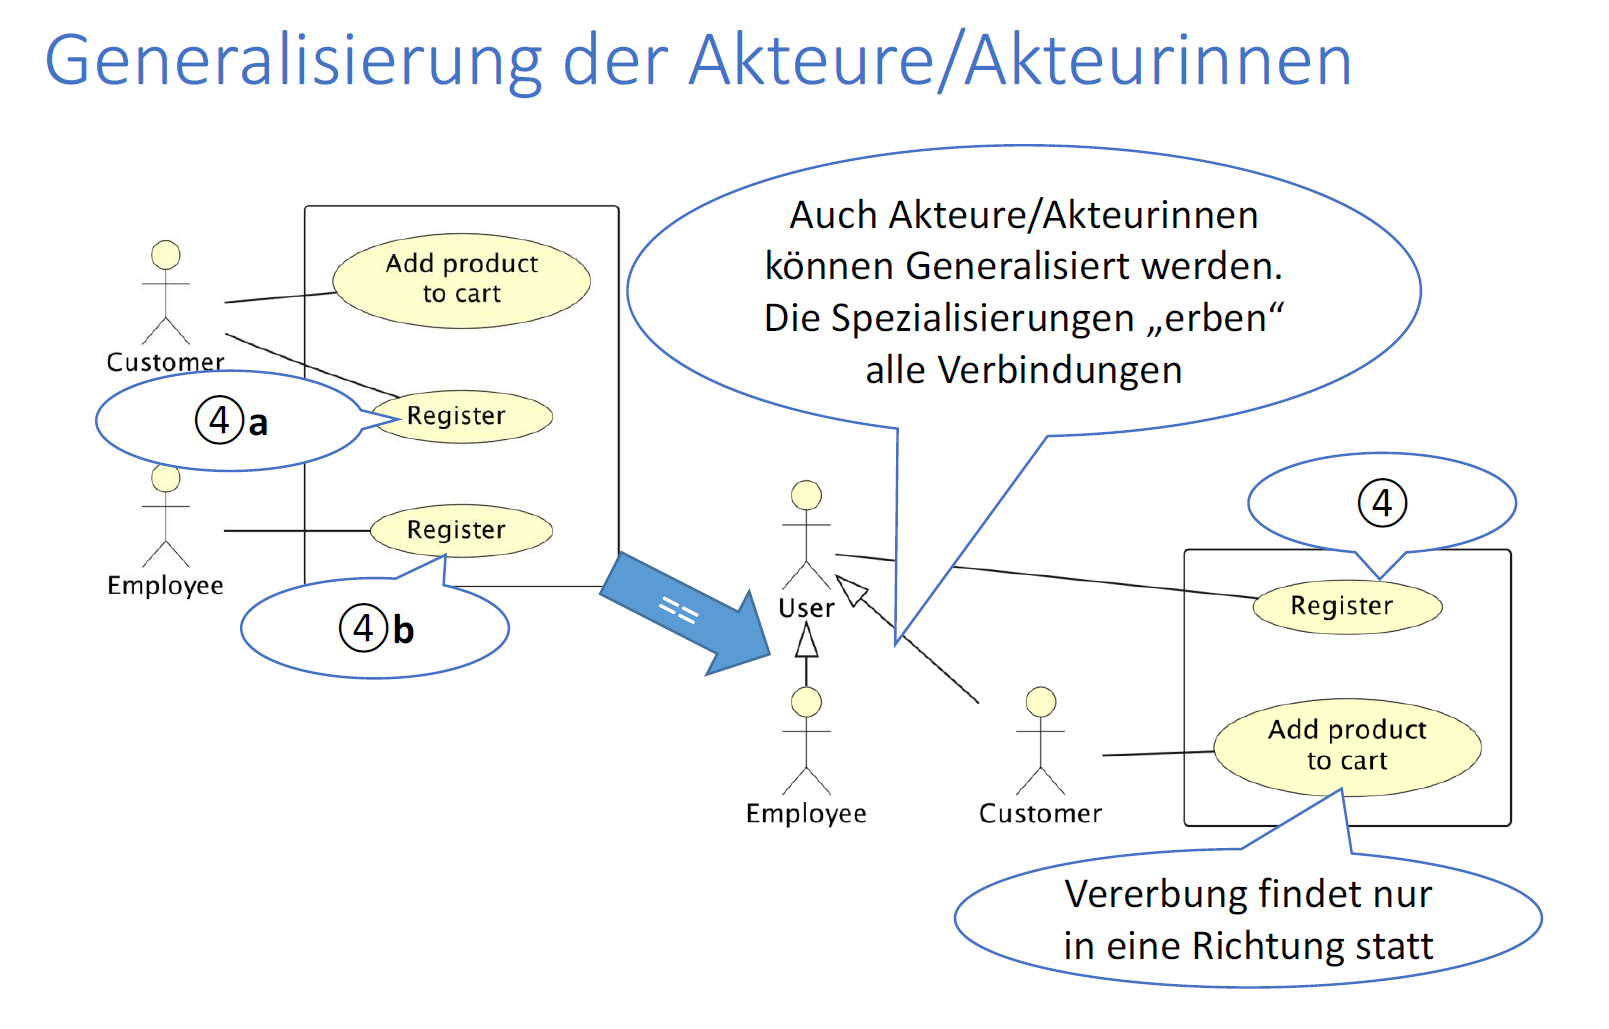 Generalisierung der Akteure/Akteurinnen
Add product
to cart
Customer
Register
④a
Register
Employee
④b
==
Auch Akteure/Akteurinnen
können Generalisiert werden.
Die Spezialisierungen „erben“
alle Verbindungen
④
User
Register
Add product
to cart
Employee
Customer
Vererbung findet nur
in eine Richtung statt